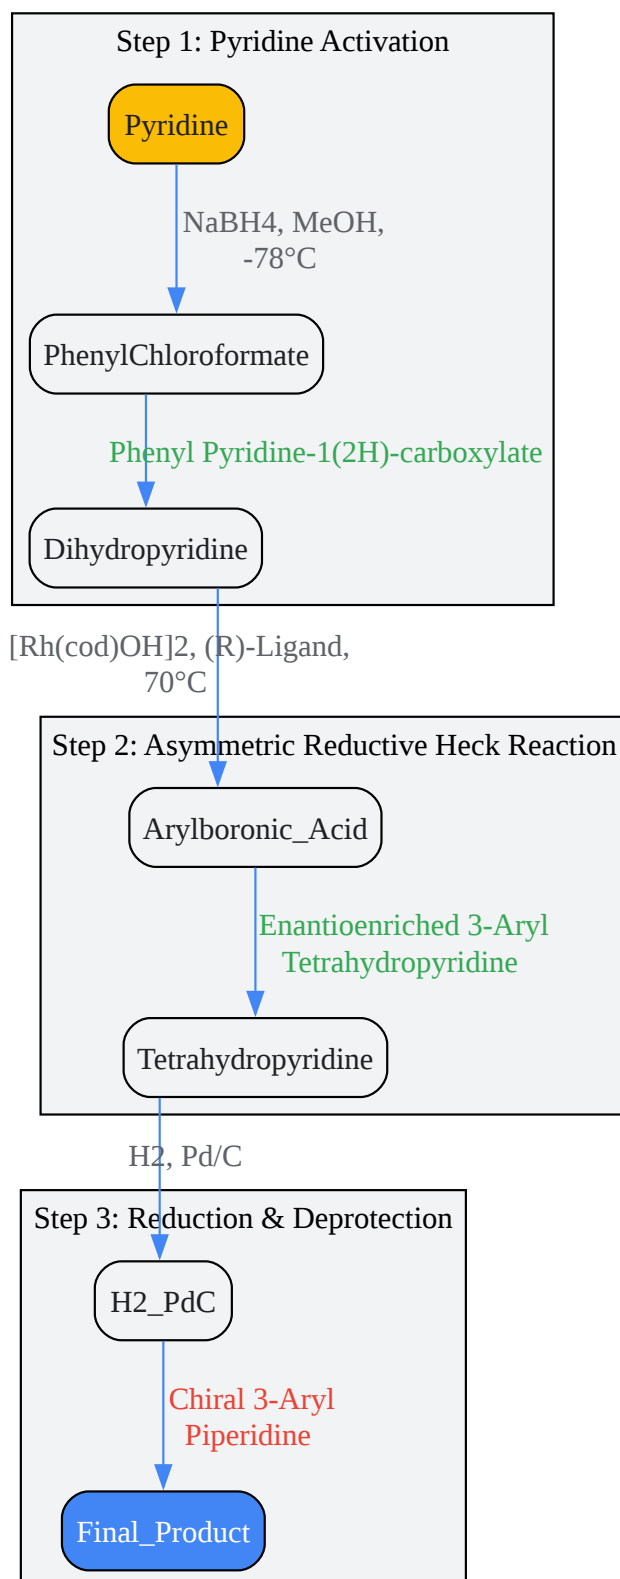 Step 1: Pyridine Activation
Pyridine
NaBH4, MeOH,
-78°C
PhenylChloroformate
Phenyl Pyridine-1(2H)-carboxylate
Dihydropyridine
[Rh(cod)OH]2, (R)-Ligand,
70°C
Step 2: Asymmetric Reductive Heck Reaction
Arylboronic_Acid
Enantioenriched 3-Aryl
Tetrahydropyridine
Tetrahydropyridine
H2, Pd/C
Step 3: Reduction & Deprotection
H2_PdC
Chiral 3-Aryl
Piperidine
Final_Product